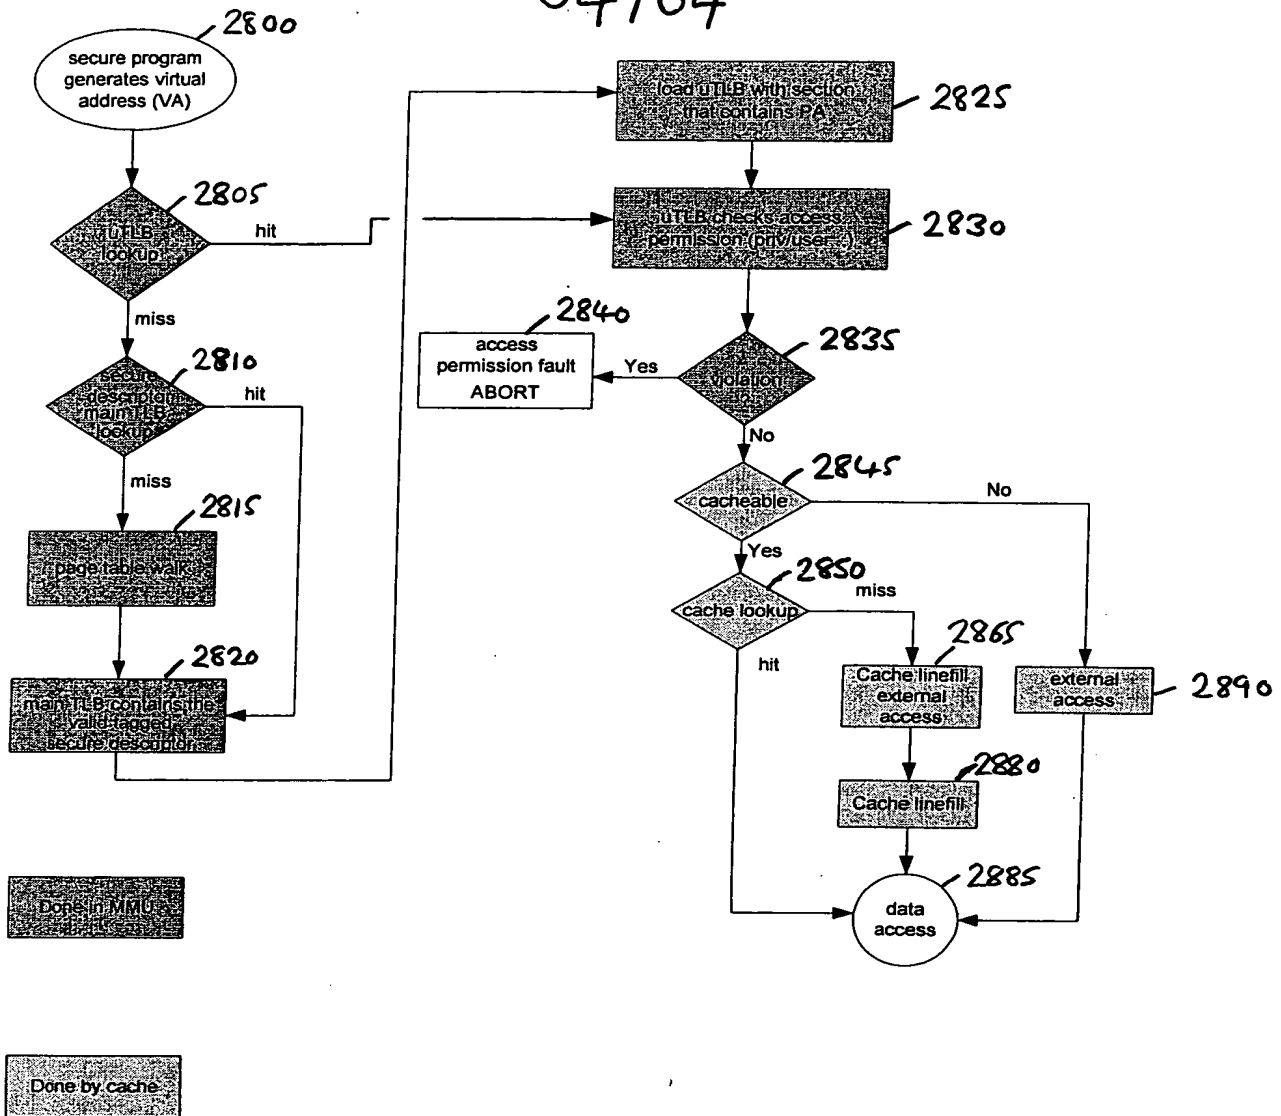 2800
secure program
generates virtual
address (VA)
2805
uTLB
lookup
hit
miss
2810
secure
descriptor
main TLB
lookup
hit
miss
2815
page table walk
2820
main TLB contains the
valid tagged
secure descriptor
load uTLB with section
that contains PA
2825
uTLB checks access
permission (priv/user...)
2830
2840
access
permission fault
ABORT
Yes
2835
violation
?
No
2845
cacheable
No
Yes
2850
cache lookup
miss
hit
2865
Cache linefill
external
access
external
access
2890
2880
Cache linefill
2885
data
access
Done in MMU
Done by cache